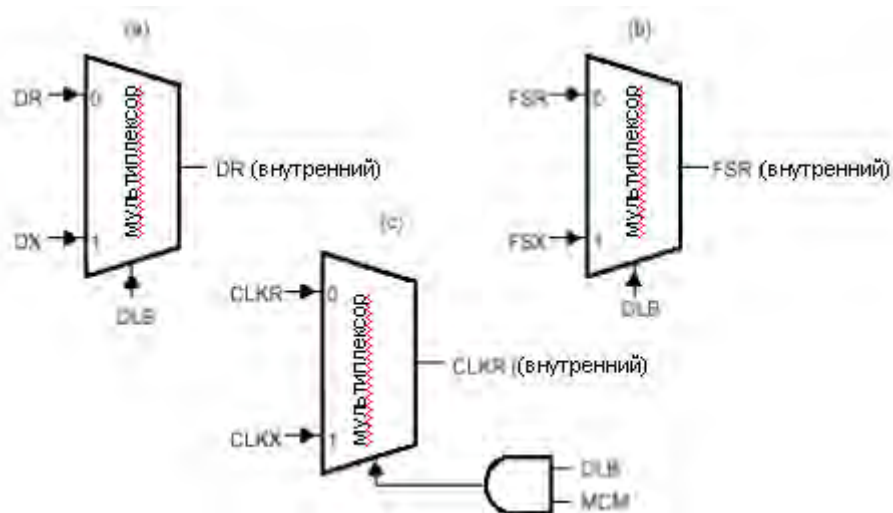 (a)
DR
0
мультиплексор
DR (внутренний)
DX
1
DLB
(b)
FSR
0
мультиплексор
FSR (внутренний)
FSX
1
DLB
(c)
CLKR
0
мультиплексор
CLKR ((внутренний)
CLKX
1
DLB
MCM